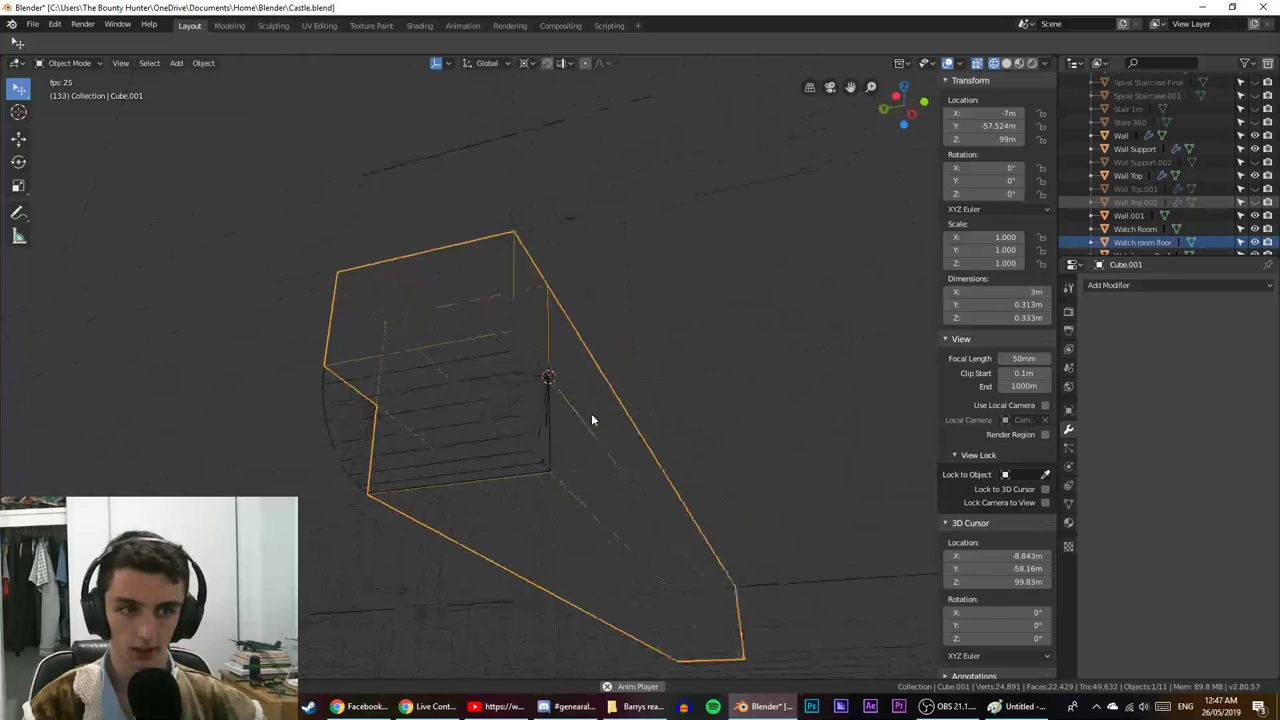 Blender* [C:\Users\The Bounty Hunter\OneDrive\Documents\Home\Blender\Castle.blend]
File Edit Render Window Help
Layout Modeling Sculpting UV Editing Texture Paint Shading Animation Rendering Compositing Scripting +
Scene
View Layer
Object Mode View Select Add Object
Global
fps: 25
(133) Collection | Cube.001
Z
Y
Transform
Location:
X: -7m
Y: -57.524m
Z: 99m
Rotation:
X: 0°
Y: 0°
Z: 0°
XYZ Euler
Scale:
X: 1.000
Y: 1.000
Z: 1.000
Dimensions:
X: 3m
Y: 0.313m
Z: 0.333m
View
Focal Length 50mm
Clip Start 0.1m
End 1000m
Use Local Camera
Local Camera Cam...
Render Region
View Lock
Lock to Object
Lock to 3D Cursor
Lock Camera to View
3D Cursor
Location:
X: -8.843m
Y: -58.16m
Z: 99.83m
Rotation:
X: 0°
Y: 0°
Z: 0°
XYZ Euler
Annotations
Spiral Staircase Final
Spiral Staircase.001
Stair 1m
Stars 360
Wall
Wall Support
Wall Support.002
Wall Top
Wall Top.001
Wall Top.002
Wall.001
Watch Room
Watch room floor
Cube.001
Add Modifier
Anim Player
Collection | Cube.001 | Verts:24,891 | Faces:22,429 | Tris:49,632 | Objects:1/11 | Mem: 89.8 MB | v2.80.57
Facebook...
Live Cont...
https://w...
Barrys rea...
Blender* [...
Ps
Ae
Pr
OBS 21.1....
Untitled - ...
ENG
12:47 AM
26/05/2019